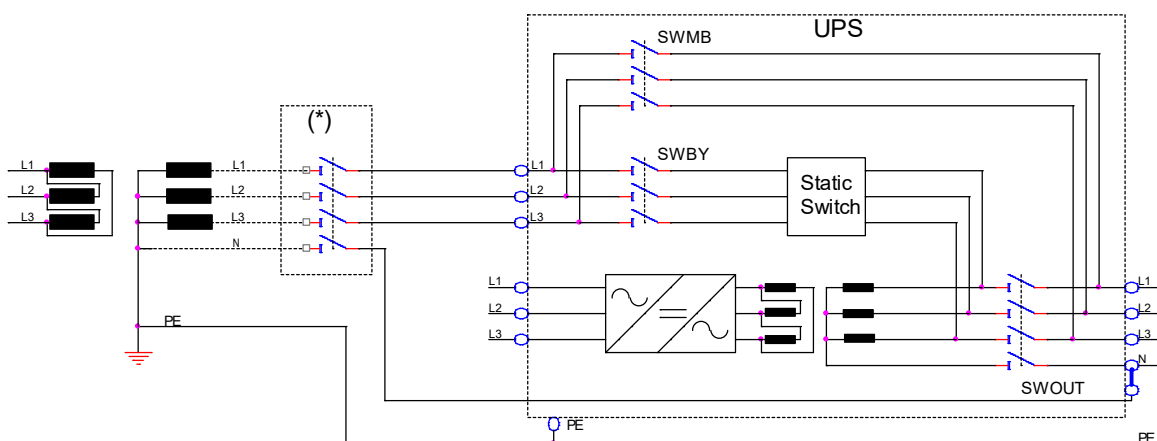 UPS
SWMB
(*)
L1
L2
L3
L1
L2
L3
N
L1
L2
L3
SWBY
Static
Switch
L1
L2
L3
L1
L2
L3
N
SWOUT
PE
PE
PE